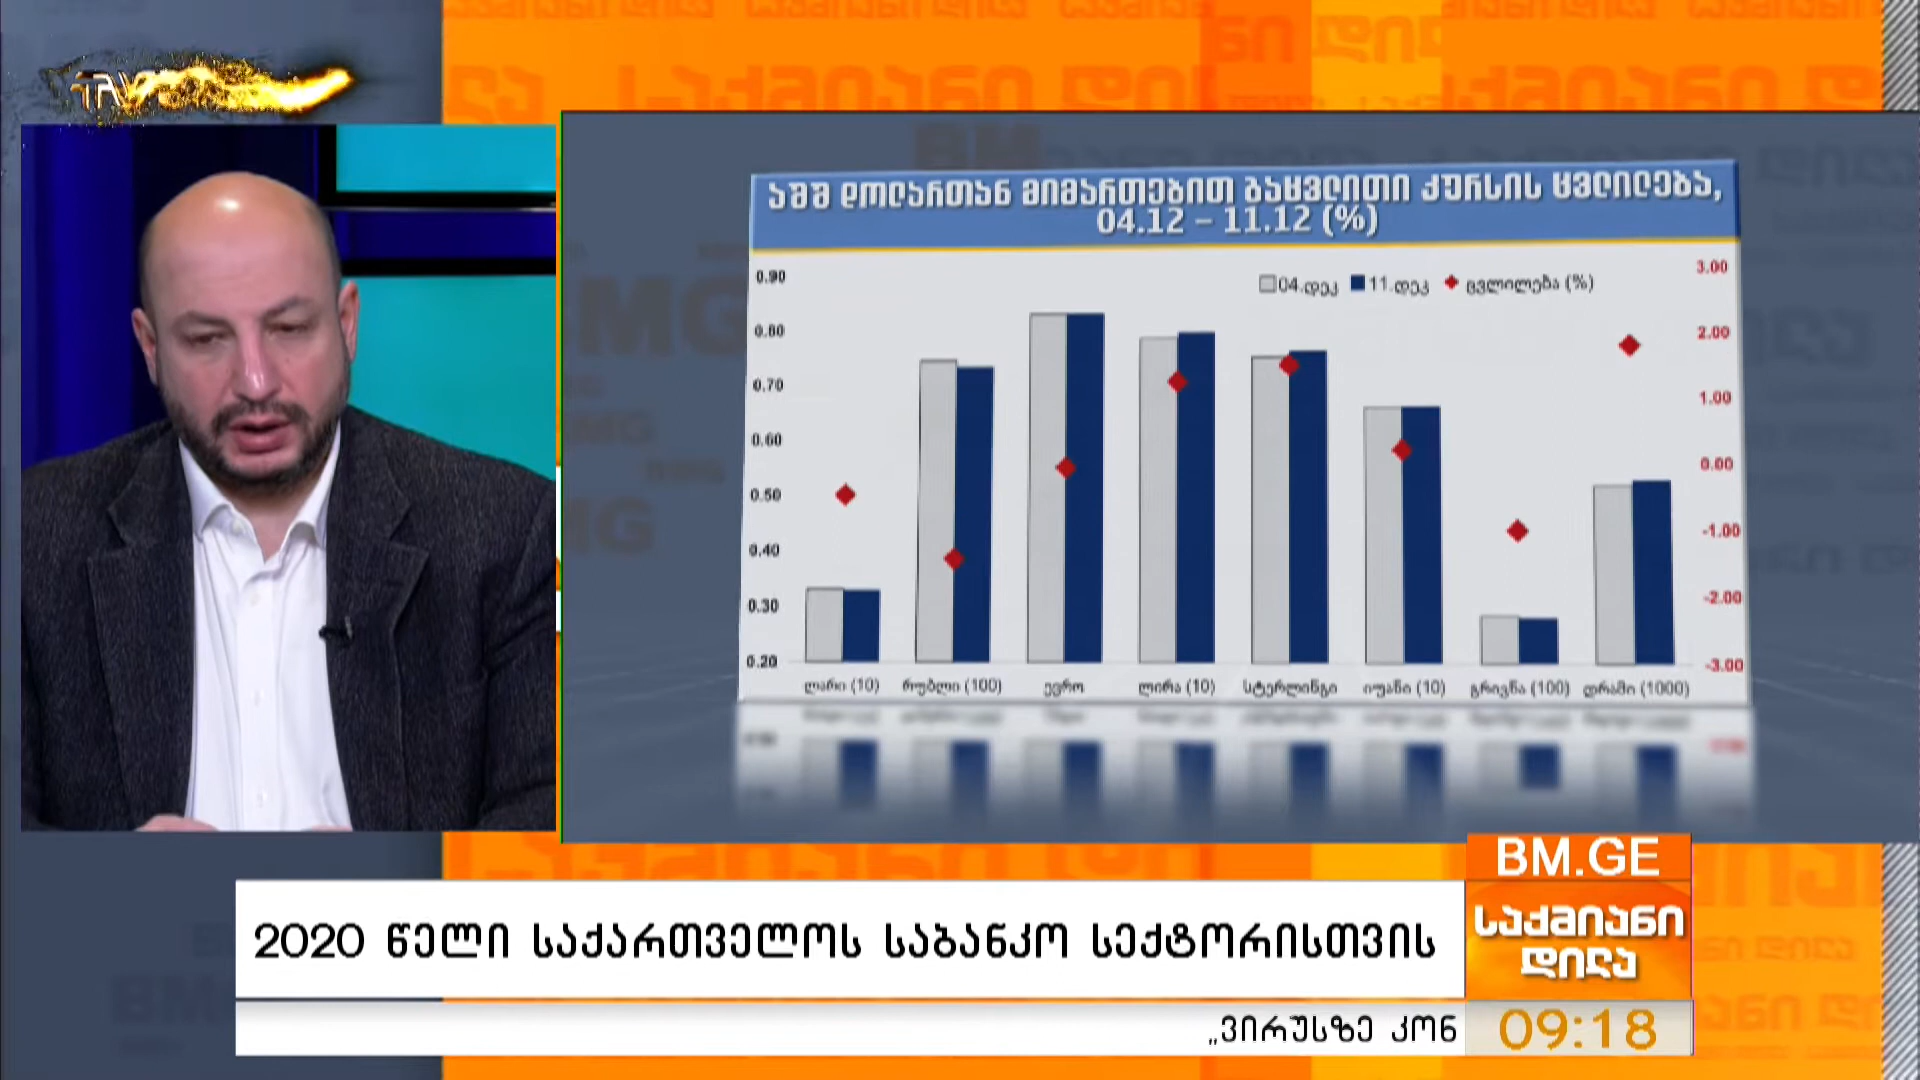 აშშ დოლართან მიმართებით გაცვლითი კურსის ცვლილება,
04.12 – 11.12 (%)
04.დეკ 11.დეკ ცვლილება (%)
0.90
0.80
0.70
0.60
0.50
0.40
0.30
0.20
3.00
2.00
1.00
0.00
-1.00
-2.00
-3.00
ლარი (10) რუბლი (100) ევრო ლირა (10) სტერლინგი იუანი (10) გრივნა (100) დრამი (1000)
BM.GE
2020 წელი საქართველოს საბანკო სექტორისთვის
საქმიანი
დილა
„ვირუსზე კონ
09:18